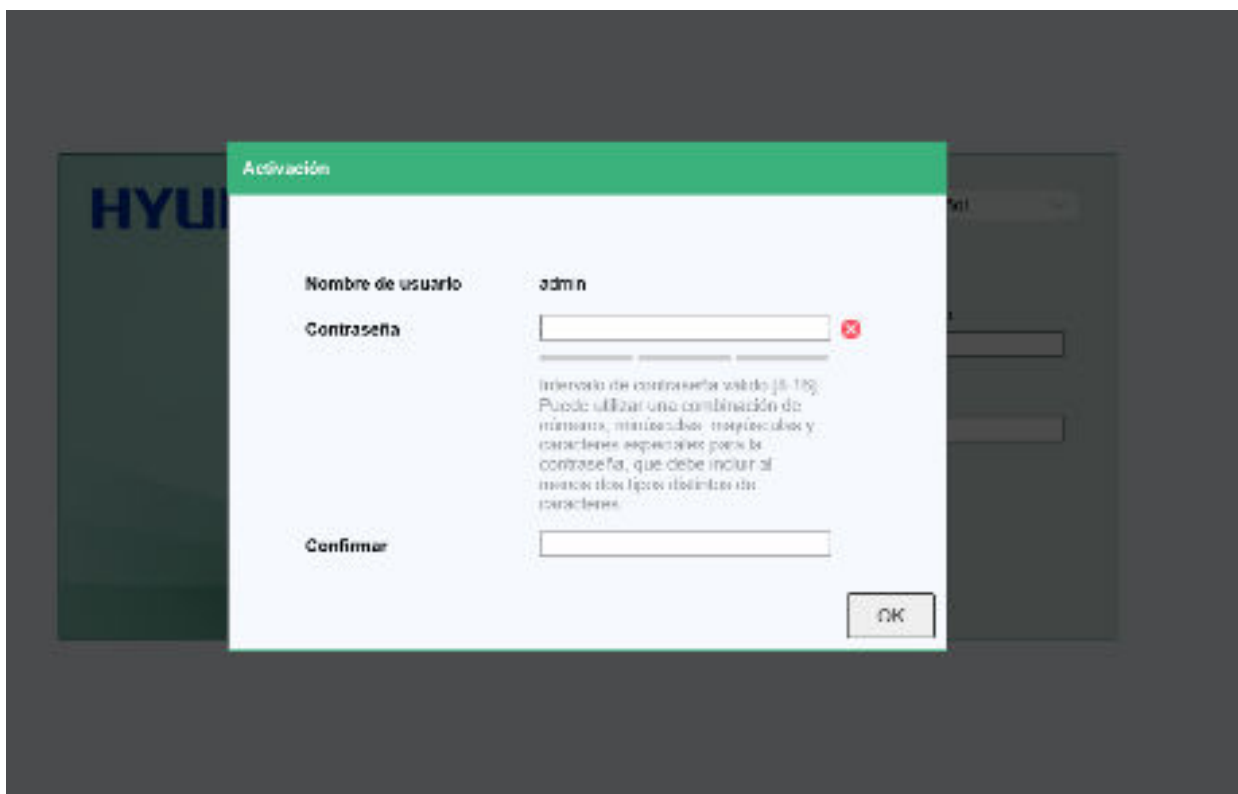 Activación
HYU
ñol
Nombre de usuario
admin
Contraseña
Intervalo de contraseña válido [8-16].
Puede utilizar una combinación de
números, minúsculas, mayúsculas y
caracteres especiales para la
contraseña, que debe incluir al
menos dos tipos distintos de
caracteres.
Confirmar
OK